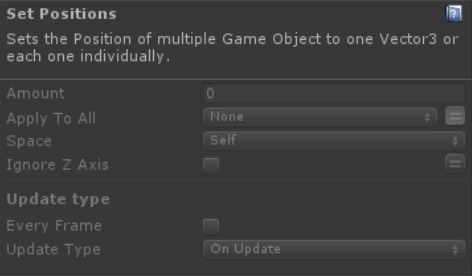 Set Positions
Sets the Position of multiple Game Object to one Vector3 or
each one individually.
Amount 0
Apply To All None
Space Self
Ignore Z Axis
Update type
Every Frame
Update Type On Update